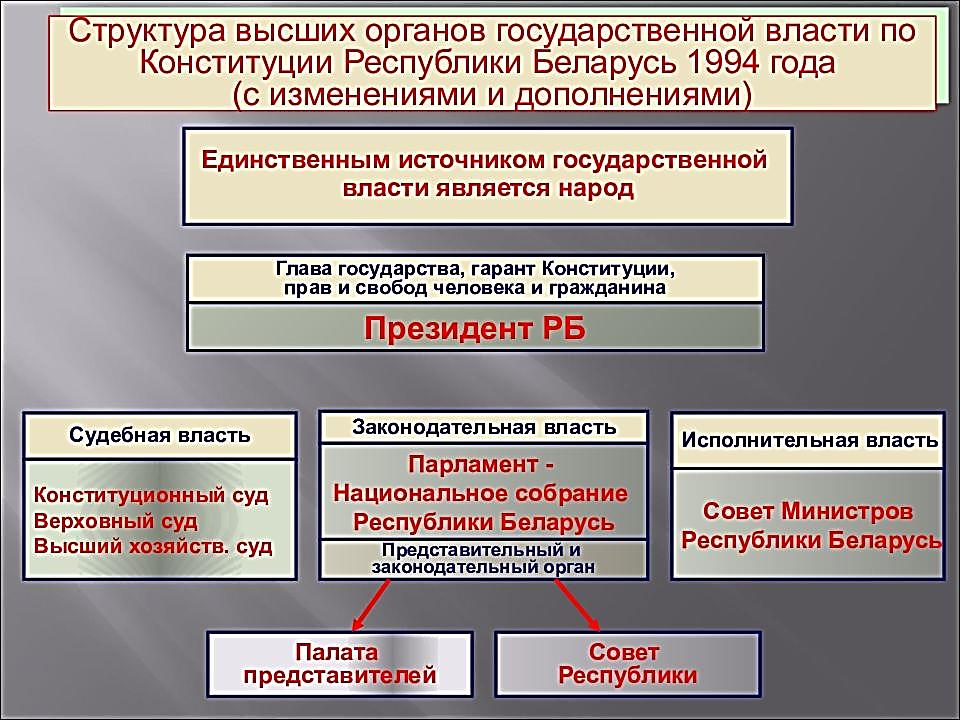 Структура высших органов государственной власти по
Конституции Республики Беларусь 1994 года
(с изменениями и дополнениями)
Единственным источником государственной
власти является народ
Глава государства, гарант Конституции,
прав и свобод человека и гражданина
Президент РБ
Судебная власть
Конституционный суд
Верховный суд
Высший хозяйств. суд
Законодательная власть
Парламент -
Национальное собрание
Республики Беларусь
Представительный и
законодательный орган
Исполнительная власть
Совет Министров
Республики Беларусь
Палата
представителей
Совет
Республики